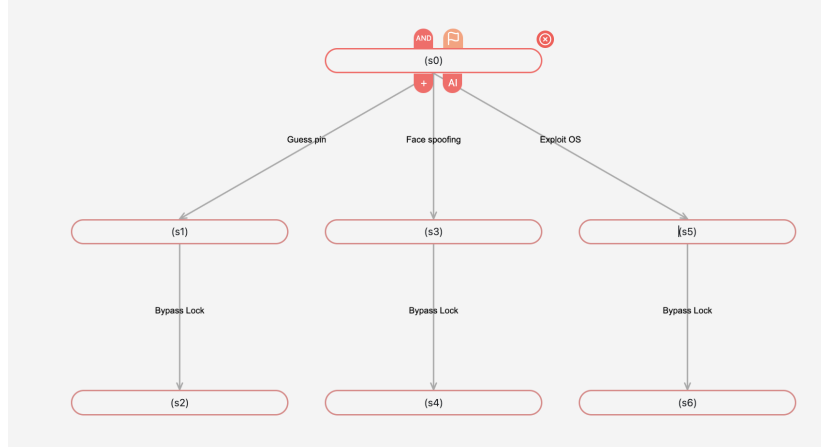 AND
(s0)
+ AI
Guess pin Face spoofing Exploit OS
(s1) (s3) (s5)
Bypass Lock Bypass Lock Bypass Lock
(s2) (s4) (s6)